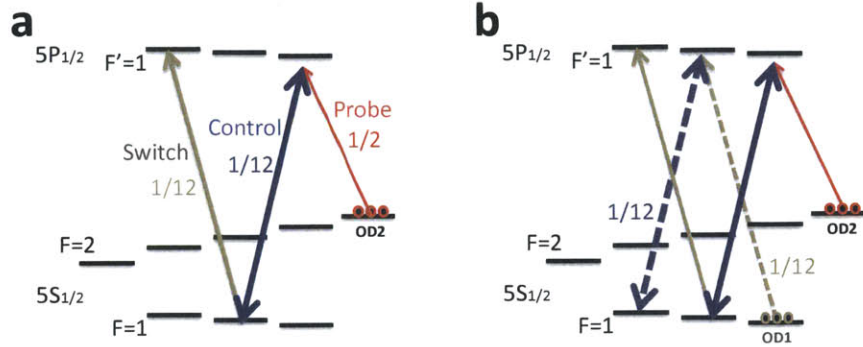 a
5P1/2
F'=1
Probe
1/2
Control
1/12
Switch
1/12
OD2
F=2
5S1/2
F=1
b
5P1/2
F'=1
1/12
1/12
OD2
F=2
5S1/2
F=1
OD1